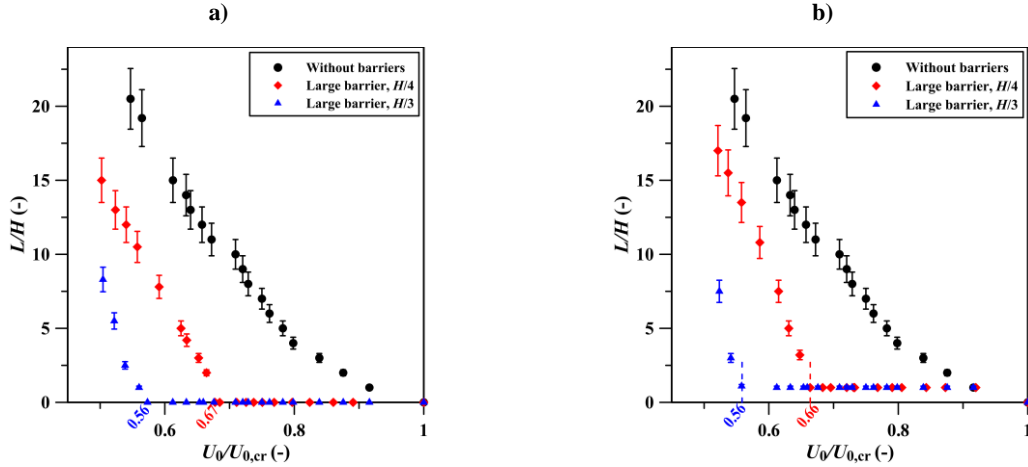 a)
Without barriers
Large barrier, H/4
Large barrier, H/3
L/H (-)
20
15
10
5
0
0.56
0.6
0.67
0.8
1
U₀/U₀,cr (-)
b)
Without barriers
Large barrier, H/4
Large barrier, H/3
L/H (-)
20
15
10
5
0
0.56
0.6
0.66
0.8
1
U₀/U₀,cr (-)